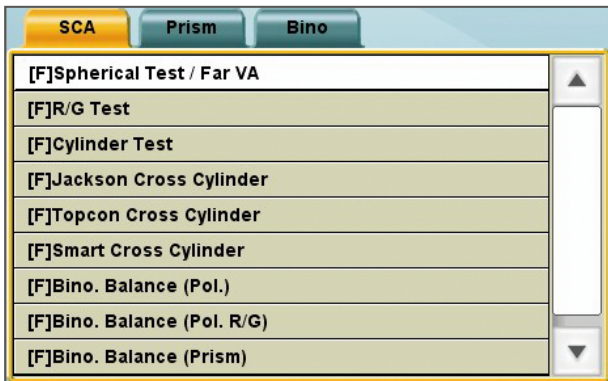 SCA Prism Bino
[F]Spherical Test / Far VA
[F]R/G Test
[F]Cylinder Test
[F]Jackson Cross Cylinder
[F]Topcon Cross Cylinder
[F]Smart Cross Cylinder
[F]Bino. Balance (Pol.)
[F]Bino. Balance (Pol. R/G)
[F]Bino. Balance (Prism)